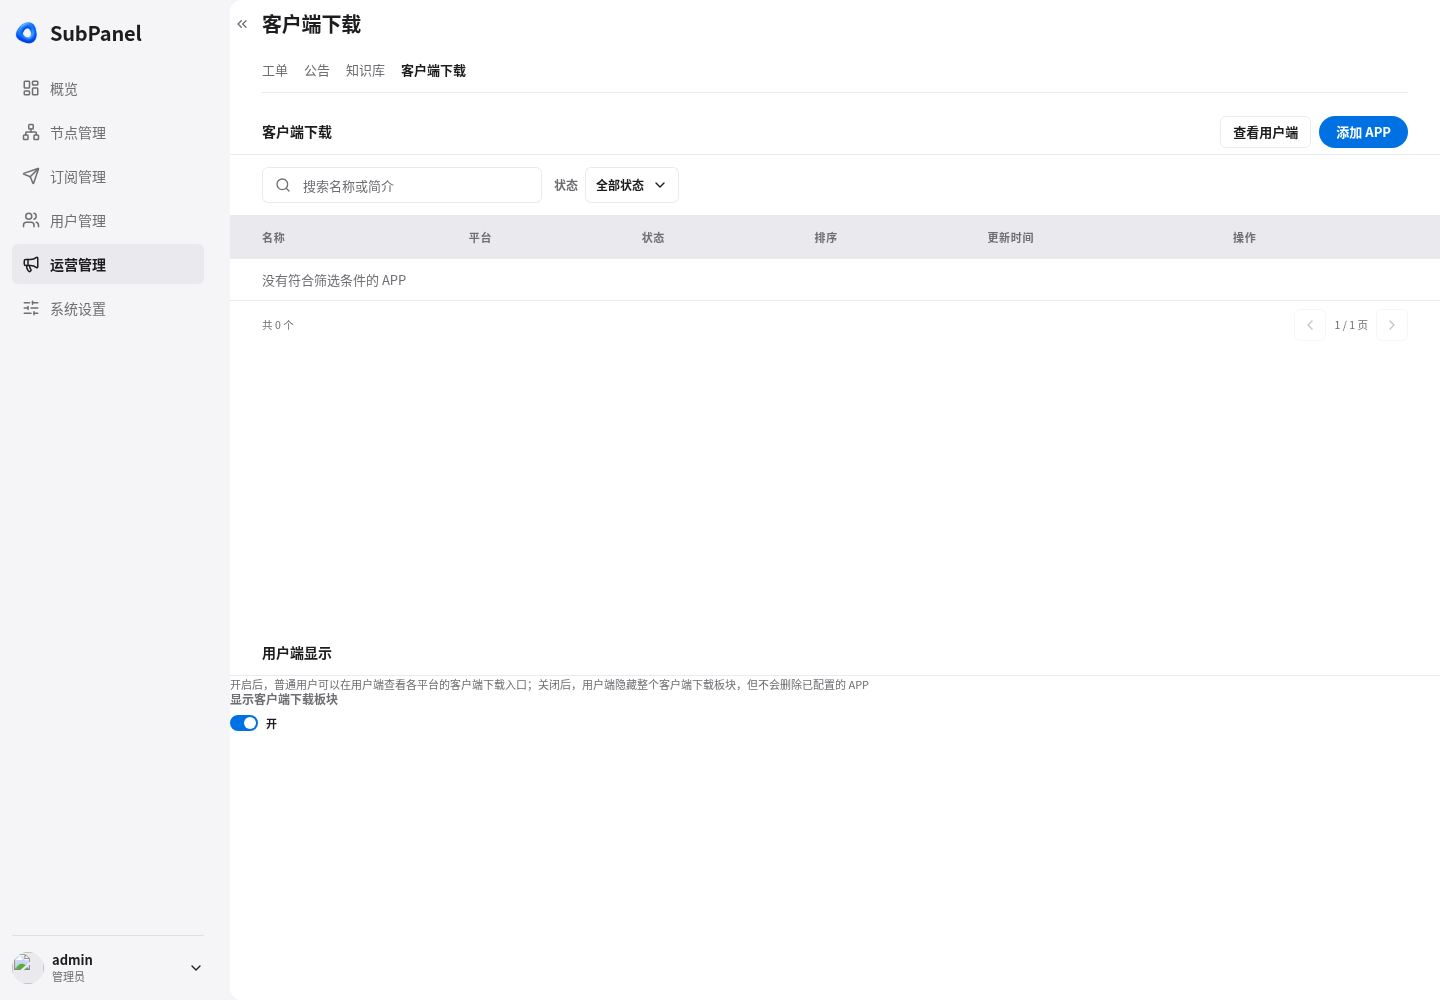 SubPanel
概览
节点管理
订阅管理
用户管理
运营管理
系统设置
admin
管理员
客户端下载
工单 公告 知识库 客户端下载
客户端下载 查看用户端 添加 APP
搜索名称或简介 状态 全部状态
名称 平台 状态 排序 更新时间 操作
没有符合筛选条件的 APP
共 0 个 1 / 1 页
用户端显示
开启后，普通用户可以在用户端查看各平台的客户端下载入口；关闭后，用户端隐藏整个客户端下载板块，但不会删除已配置的 APP
显示客户端下载板块
开